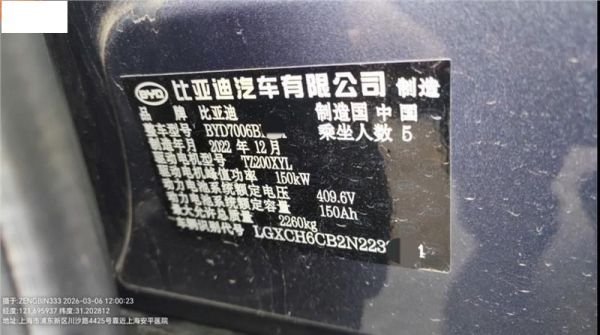 BYD 比亚迪汽车有限公司 制造
品牌 比亚迪 制造国 中国
整车型号 BYD7006B 乘坐人数 5
制造年月 2022 年 12 月
驱动电机型号 TZ200XYL
驱动电机峰值功率 150kW
动力电池系统额定电压 409.6V
动力电池系统额定容量 150Ah
最大允许总质量 2260kg
车辆识别代号 LGXCH6CB2N223 1
摄于:ZENGBIN333 2026-03-06 12:00:23
经度:121.695937 纬度:31.202812
地址:上海市浦东新区川沙路4425号靠近上海安平医院